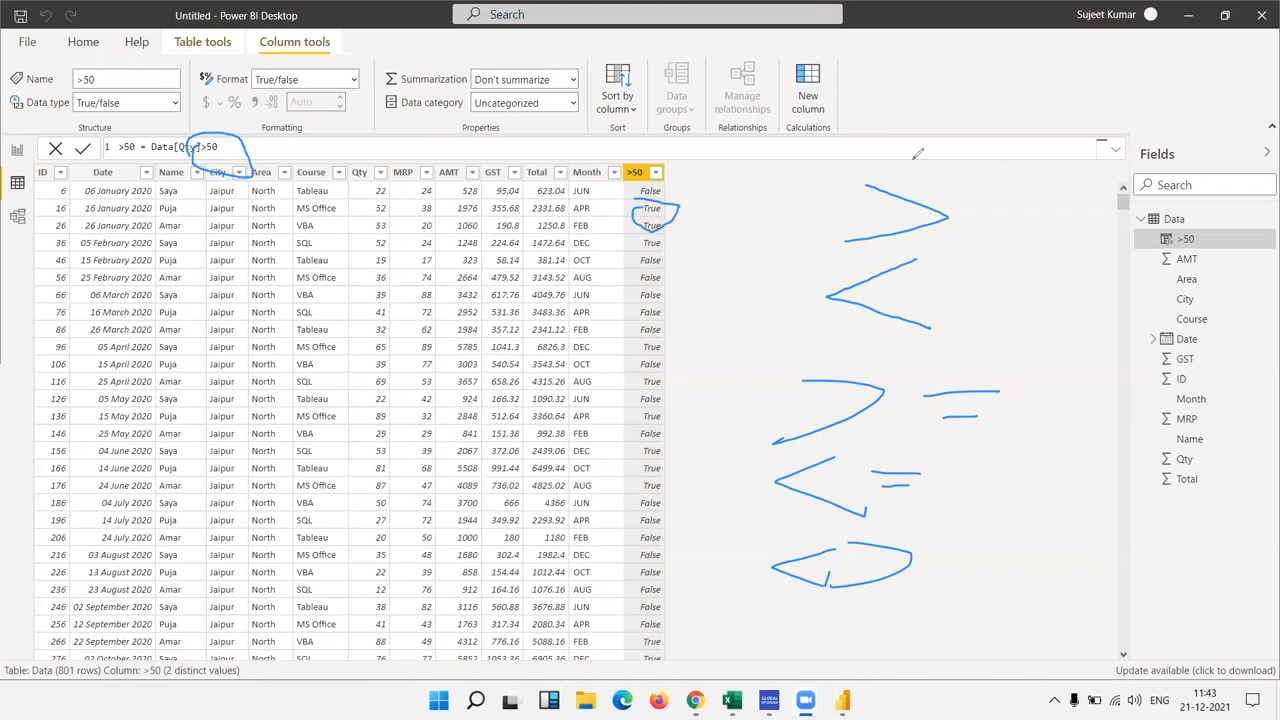 Untitled - Power BI Desktop
Search
Sujeet Kumar
File Home Help Table tools Column tools
Name >50
Format True/false
Summarization Don't summarize
Data type True/false
$ % Auto
Data category Uncategorized
Sort by column
Data groups
Manage relationships
New column
Structure Formatting Properties Sort Groups Relationships Calculations
1 >50 = Data[Qty]>50
Fields
ID Date Name City Area Course Qty MRP AMT GST Total Month >50
Search
6 06 January 2020 Saya Jaipur North Tableau 22 24 528 95.04 623.04 JUN False
16 16 January 2020 Puja Jaipur North MS Office 52 38 1976 355.68 2331.68 APR True
26 26 January 2020 Amar Jaipur North VBA 53 20 1060 190.8 1250.8 FEB True
36 05 February 2020 Saya Jaipur North SQL 52 24 1248 224.64 1472.64 DEC True
46 15 February 2020 Puja Jaipur North Tableau 19 17 323 58.14 381.14 OCT False
56 25 February 2020 Amar Jaipur North MS Office 42 74 2664 479.52 3143.52 AUG False
66 06 March 2020 Saya Jaipur North VBA 39 88 3432 617.76 4049.76 JUN False
76 16 March 2020 Puja Jaipur North SQL 41 72 2952 531.36 3483.36 APR False
86 26 March 2020 Amar Jaipur North Tableau 32 62 1984 357.12 2341.12 FEB False
96 05 April 2020 Saya Jaipur North MS Office 65 89 5785 1041.3 6826.3 DEC True
106 15 April 2020 Puja Jaipur North VBA 39 77 3003 540.54 3543.54 OCT False
116 25 April 2020 Amar Jaipur North SQL 69 53 3657 658.26 4315.26 AUG True
126 05 May 2020 Saya Jaipur North Tableau 22 42 924 166.32 1090.32 JUN False
136 15 May 2020 Puja Jaipur North MS Office 89 32 2848 512.64 3360.64 APR True
146 25 May 2020 Amar Jaipur North VBA 29 29 841 151.38 992.38 FEB False
156 04 June 2020 Saya Jaipur North SQL 53 39 2067 372.06 2439.06 DEC True
166 14 June 2020 Puja Jaipur North Tableau 81 68 5508 991.44 6499.44 OCT True
176 24 June 2020 Amar Jaipur North MS Office 87 47 4089 736.02 4825.02 AUG True
186 04 July 2020 Saya Jaipur North VBA 50 74 3700 666 4366 JUN False
196 14 July 2020 Puja Jaipur North SQL 27 72 1944 349.92 2293.92 APR False
206 24 July 2020 Amar Jaipur North Tableau 20 50 1000 180 1180 FEB False
216 03 August 2020 Saya Jaipur North MS Office 35 48 1680 302.4 1982.4 DEC False
226 13 August 2020 Puja Jaipur North VBA 22 39 858 154.44 1012.44 OCT False
236 23 August 2020 Amar Jaipur North SQL 12 76 912 164.16 1076.16 AUG False
246 02 September 2020 Saya Jaipur North Tableau 38 82 3116 560.88 3676.88 JUN False
256 12 September 2020 Puja Jaipur North MS Office 41 43 1763 317.34 2080.34 APR False
266 22 September 2020 Amar Jaipur North VBA 88 49 4312 776.16 5088.16 FEB True
276 02 October 2020 Saya Jaipur North SQL 76 77 5852 1053.36 6905.36 DEC True
>
<
> =
< =
<>
Data
>50
AMT
Area
City
Course
Date
GST
ID
Month
MRP
Name
Qty
Total
Table: Data (801 rows) Column: >50 (2 distinct values)
Update available (click to download)
ENG
11:43
21-12-2021